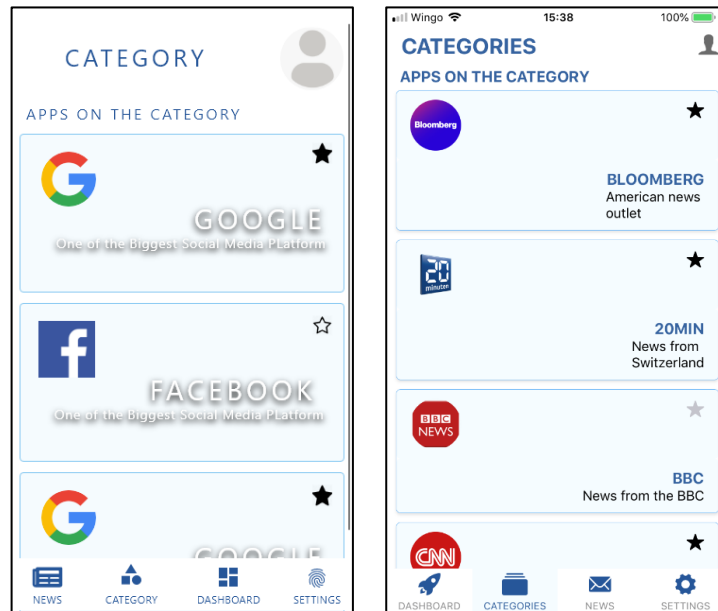 CATEGORY
APPS ON THE CATEGORY
GOOGLE
One of the Biggest Social Media PLatform
FACEBOOK
One of the Biggest Social Media PLatform
GOOGLE
NEWS
CATEGORY
DASHBOARD
SETTINGS
Wingo
15:38
100%
CATEGORIES
APPS ON THE CATEGORY
Bloomberg
BLOOMBERG
American news
outlet
20
minuten
20MIN
News from
Switzerland
BBC
NEWS
BBC
News from the BBC
CNN
DASHBOARD
CATEGORIES
NEWS
SETTINGS